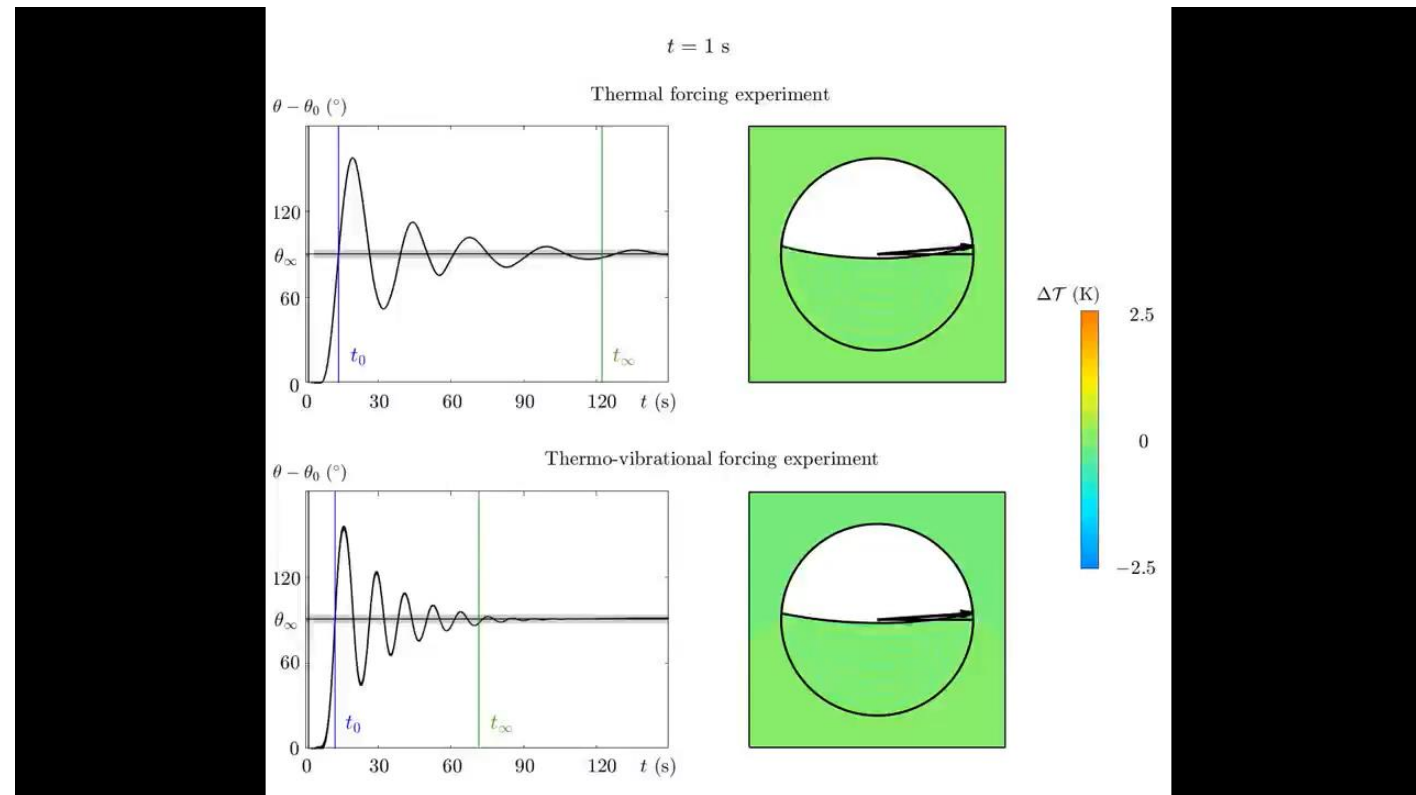 t = 1 s
Thermal forcing experiment
θ − θ₀ (°)
120
θ∞
60
0
t₀
t∞
0 30 60 90 120 t (s)
Δ𝒯 (K)
2.5
0
−2.5
Thermo-vibrational forcing experiment
θ − θ₀ (°)
120
θ∞
60
0
t₀
t∞
0 30 60 90 120 t (s)